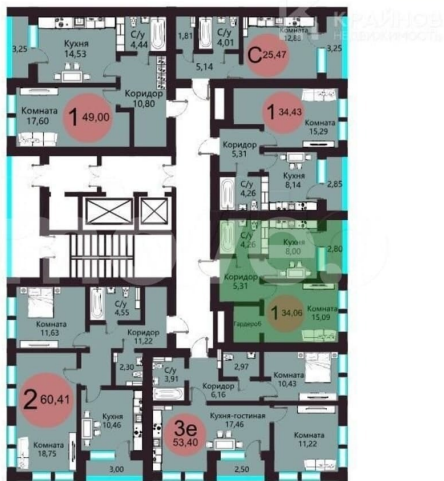 КРАЙНОВ
НЕДВИЖИМОСТЬ
3,25
Кухня
14,53
С/у
4,44
1,81
С/у
4,01
5,14
С 25,47
3,25
Комната
17,60
1 49,00
Коридор
10,80
1 34,43
Комната
15,29
Коридор
5,31
С/у
4,26
Кухня
8,14
2,85
С/у
4,26
Кухня
8,00
2,80
5,31
1 34,06
Комната
15,09
Гардероб
Комната
11,63
С/у
4,55
Коридор
11,22
2 60,41
Комната
18,75
2,30
Кухня
10,46
3,00
С/у
3,91
2,97
Коридор
6,16
Комната
10,43
3е
53,40
Кухня-гостиная
17,46
2,50
Комната
11,22